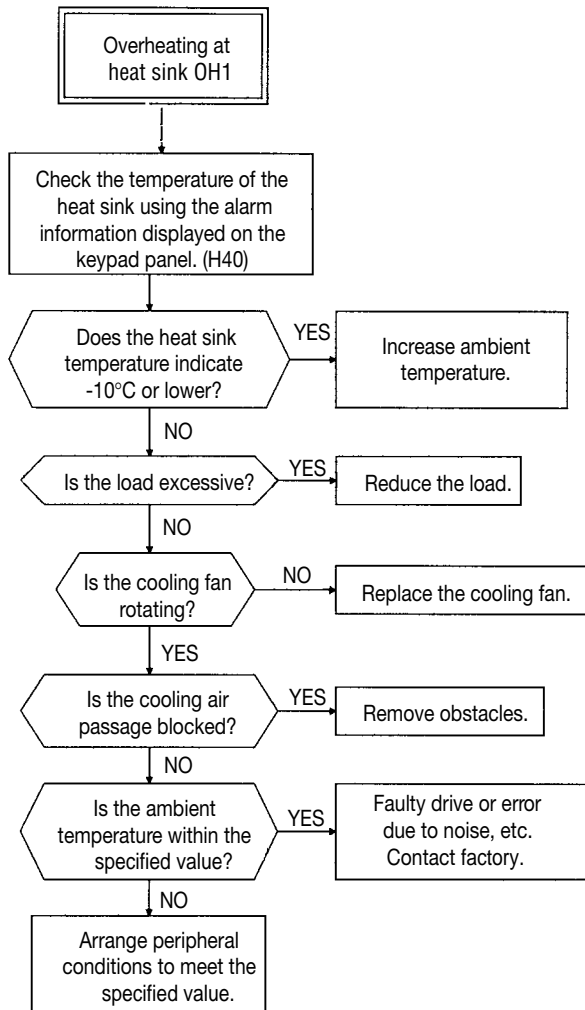 Overheating at
heat sink OH1
Check the temperature of the
heat sink using the alarm
information displayed on the
keypad panel. (H40)
Does the heat sink
temperature indicate
-10°C or lower?
YES
Increase ambient
temperature.
NO
Is the load excessive?
YES
Reduce the load.
NO
Is the cooling fan
rotating?
NO
Replace the cooling fan.
YES
Is the cooling air
passage blocked?
YES
Remove obstacles.
NO
Is the ambient
temperature within the
specified value?
YES
Faulty drive or error
due to noise, etc.
Contact factory.
NO
Arrange peripheral
conditions to meet the
specified value.